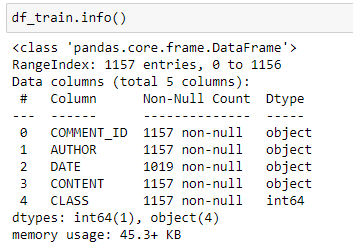 df_train.info()
<class 'pandas.core.frame.DataFrame'>
RangeIndex: 1157 entries, 0 to 1156
Data columns (total 5 columns):
 #   Column      Non-Null Count  Dtype
---  ------      --------------  -----
 0   COMMENT_ID  1157 non-null   object
 1   AUTHOR      1157 non-null   object
 2   DATE        1019 non-null   object
 3   CONTENT     1157 non-null   object
 4   CLASS       1157 non-null   int64
dtypes: int64(1), object(4)
memory usage: 45.3+ KB